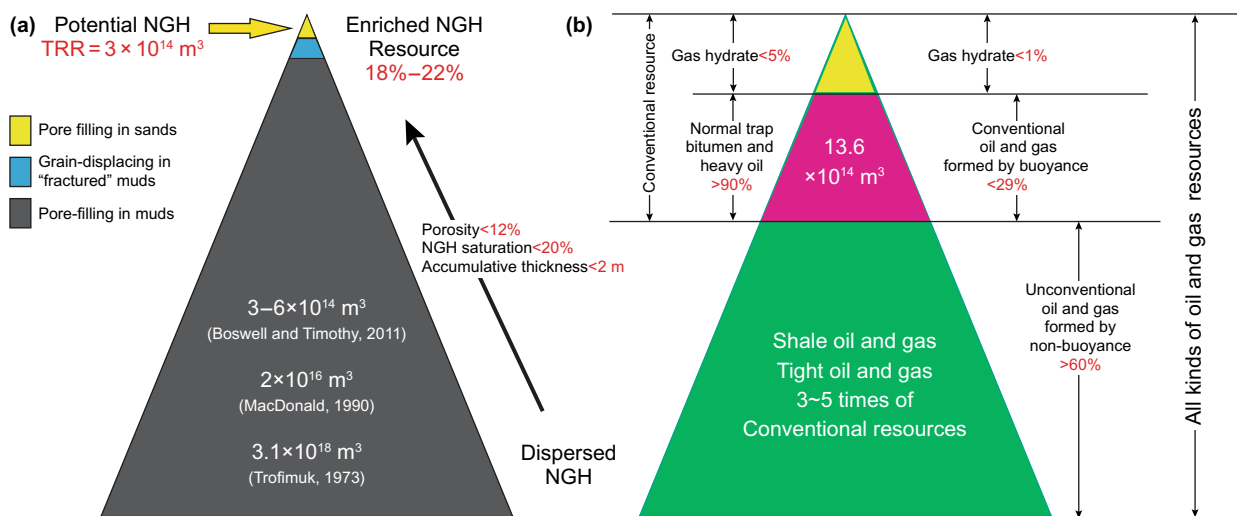 (a)
Potential NGH
TRR = 3 × 10¹⁴ m³
Enriched NGH
Resource
18%–22%
Pore filling in sands
Grain-displacing in
"fractured" muds
Pore-filling in muds
Porosity<12%
NGH saturation<20%
Accumulative thickness<2 m
3–6×10¹⁴ m³
(Boswell and Timothy, 2011)
2×10¹⁶ m³
(MacDonald, 1990)
3.1×10¹⁸ m³
(Trofimuk, 1973)
Dispersed
NGH
(b)
Conventional resource
Gas hydrate<5%
Gas hydrate<1%
Normal trap
bitumen and
heavy oil
>90%
13.6
×10¹⁴ m³
Conventional
oil and gas
formed by buoyance
<29%
Shale oil and gas
Tight oil and gas
3~5 times of
Conventional resources
Unconventional
oil and gas
formed by
non-buoyance
>60%
All kinds of oil and gas resources